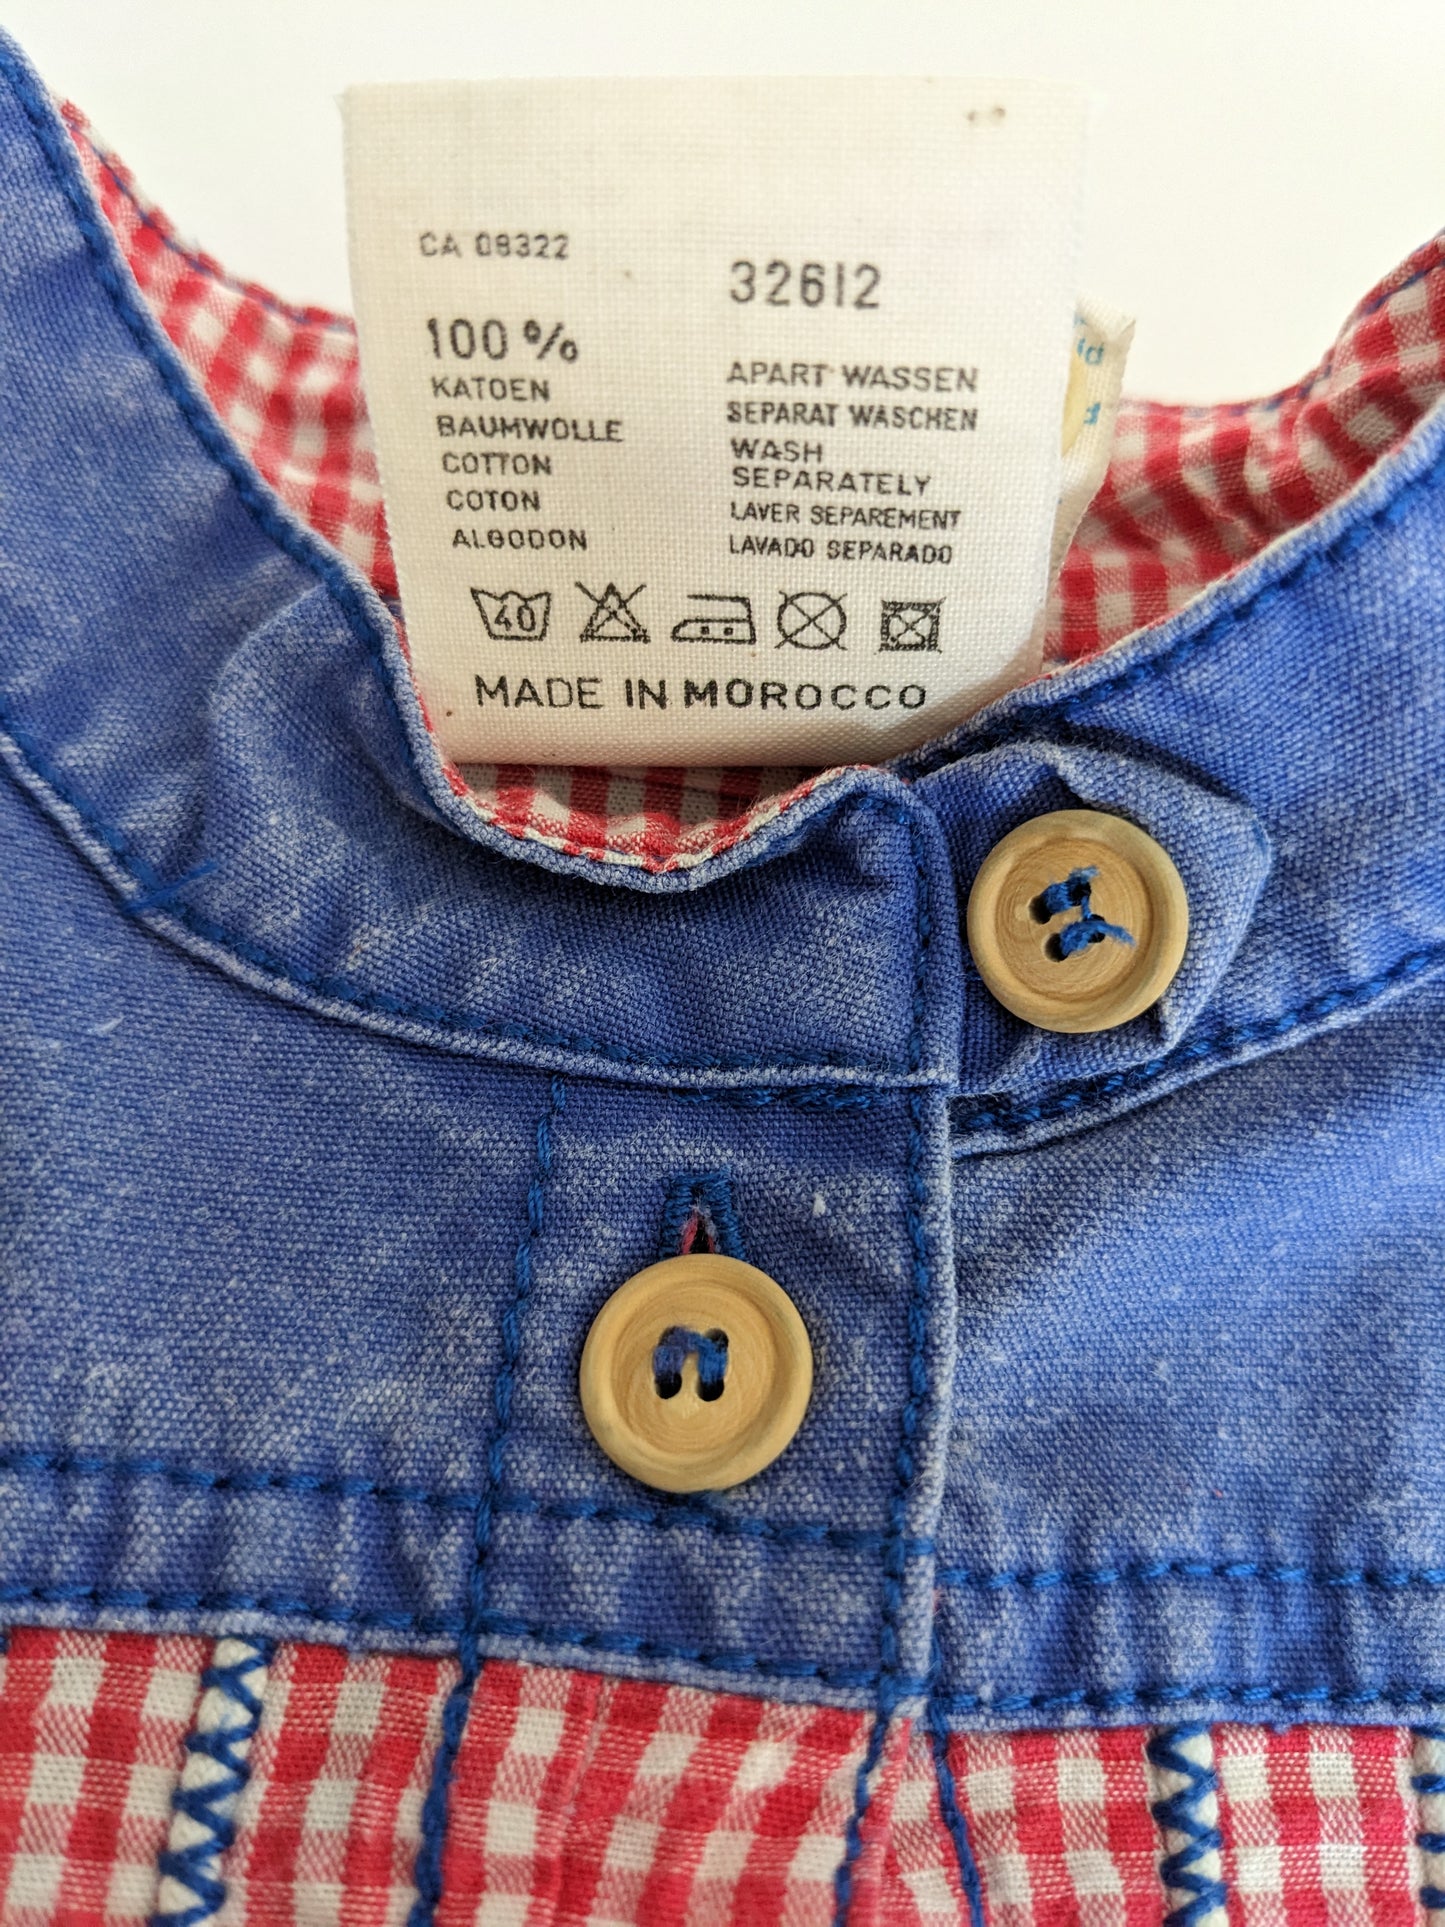 CA 08322
32612
100 %
KATOEN
BAUMWOLLE
COTTON
COTON
ALGODON
APART WASSEN
SEPARAT WASCHEN
WASH
SEPARATELY
LAVER SEPAREMENT
LAVADO SEPARADO
40
MADE IN MOROCCO